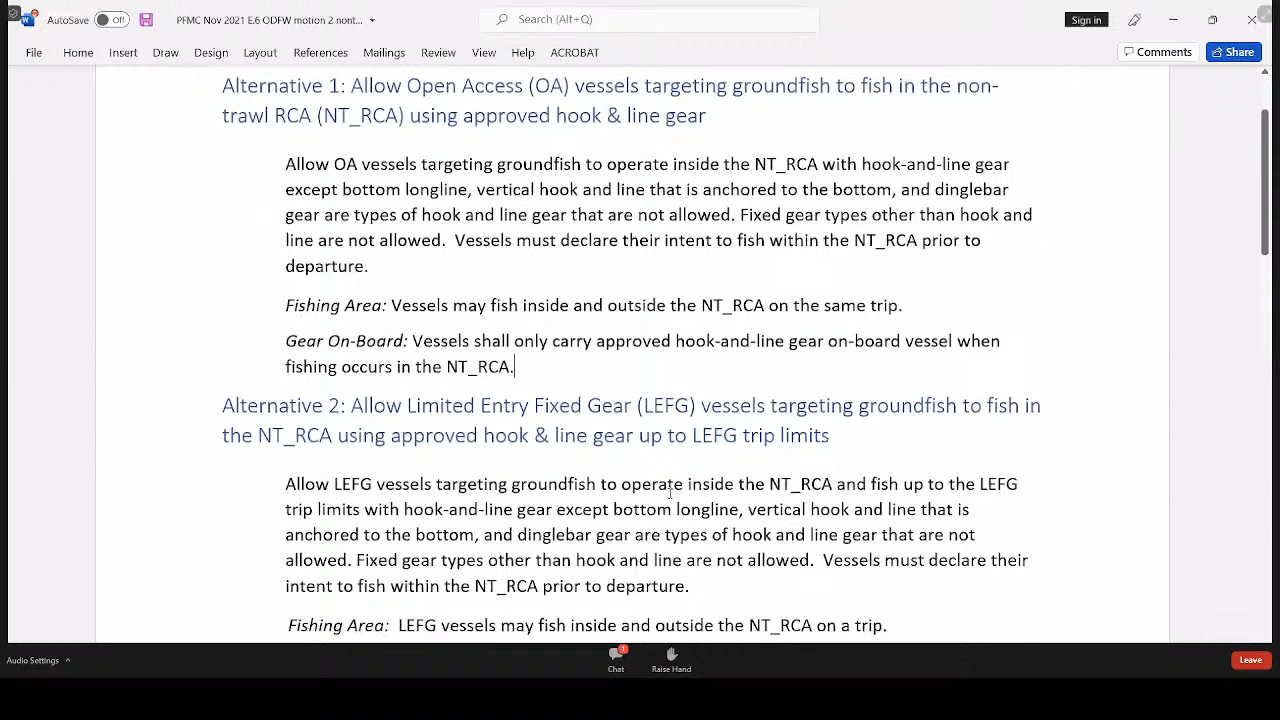 AutoSave Off PFMC Nov 2021 E.6 ODFW motion 2 nont... Search (Alt+Q) Sign in
File Home Insert Draw Design Layout References Mailings Review View Help ACROBAT Comments Share
Alternative 1: Allow Open Access (OA) vessels targeting groundfish to fish in the non-
trawl RCA (NT_RCA) using approved hook & line gear
Allow OA vessels targeting groundfish to operate inside the NT_RCA with hook-and-line gear
except bottom longline, vertical hook and line that is anchored to the bottom, and dinglebar
gear are types of hook and line gear that are not allowed. Fixed gear types other than hook and
line are not allowed.  Vessels must declare their intent to fish within the NT_RCA prior to
departure.
Fishing Area: Vessels may fish inside and outside the NT_RCA on the same trip.
Gear On-Board: Vessels shall only carry approved hook-and-line gear on-board vessel when
fishing occurs in the NT_RCA.
Alternative 2: Allow Limited Entry Fixed Gear (LEFG) vessels targeting groundfish to fish in
the NT_RCA using approved hook & line gear up to LEFG trip limits
Allow LEFG vessels targeting groundfish to operate inside the NT_RCA and fish up to the LEFG
trip limits with hook-and-line gear except bottom longline, vertical hook and line that is
anchored to the bottom, and dinglebar gear are types of hook and line gear that are not
allowed. Fixed gear types other than hook and line are not allowed.  Vessels must declare their
intent to fish within the NT_RCA prior to departure.
Fishing Area:  LEFG vessels may fish inside and outside the NT_RCA on a trip.
Audio Settings 1 Chat Raise Hand Leave